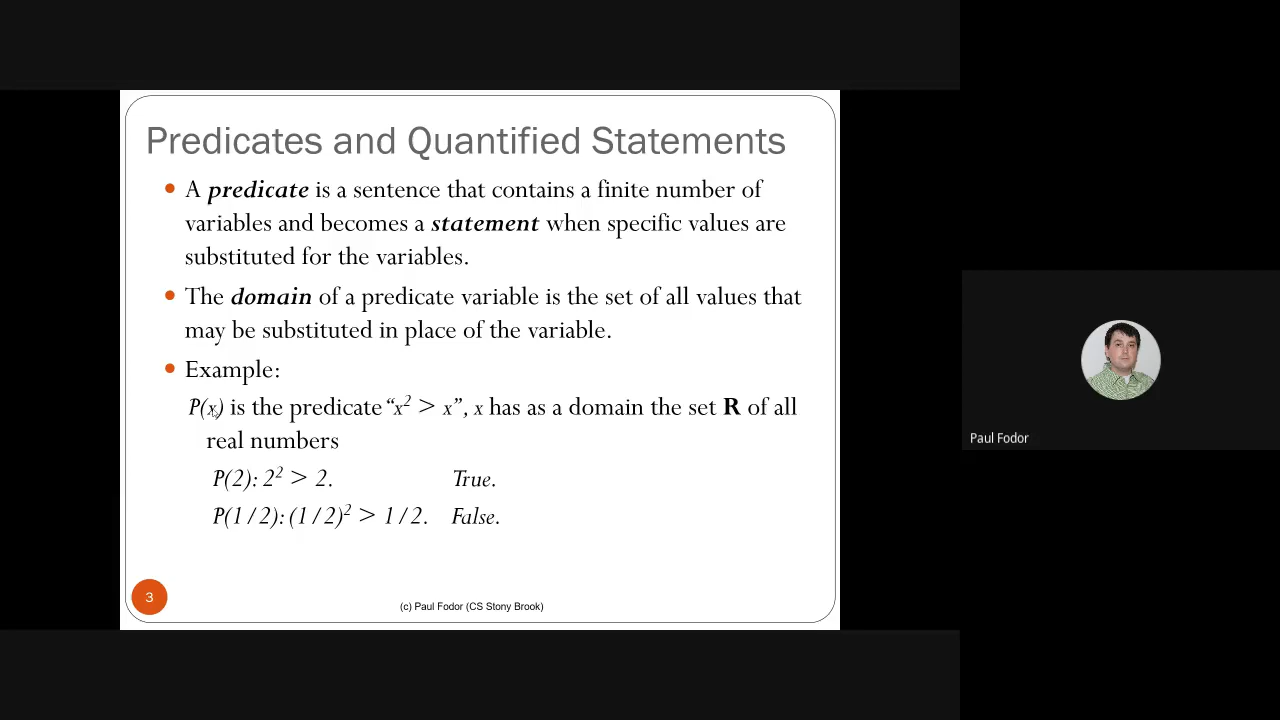 Predicates and Quantified Statements
• A predicate is a sentence that contains a finite number of
variables and becomes a statement when specific values are
substituted for the variables.
• The domain of a predicate variable is the set of all values that
may be substituted in place of the variable.
• Example:
P(x) is the predicate “x² > x”, x has as a domain the set R of all
real numbers
P(2): 2² > 2. True.
P(1/2): (1/2)² > 1/2. False.
3
(c) Paul Fodor (CS Stony Brook)
Paul Fodor